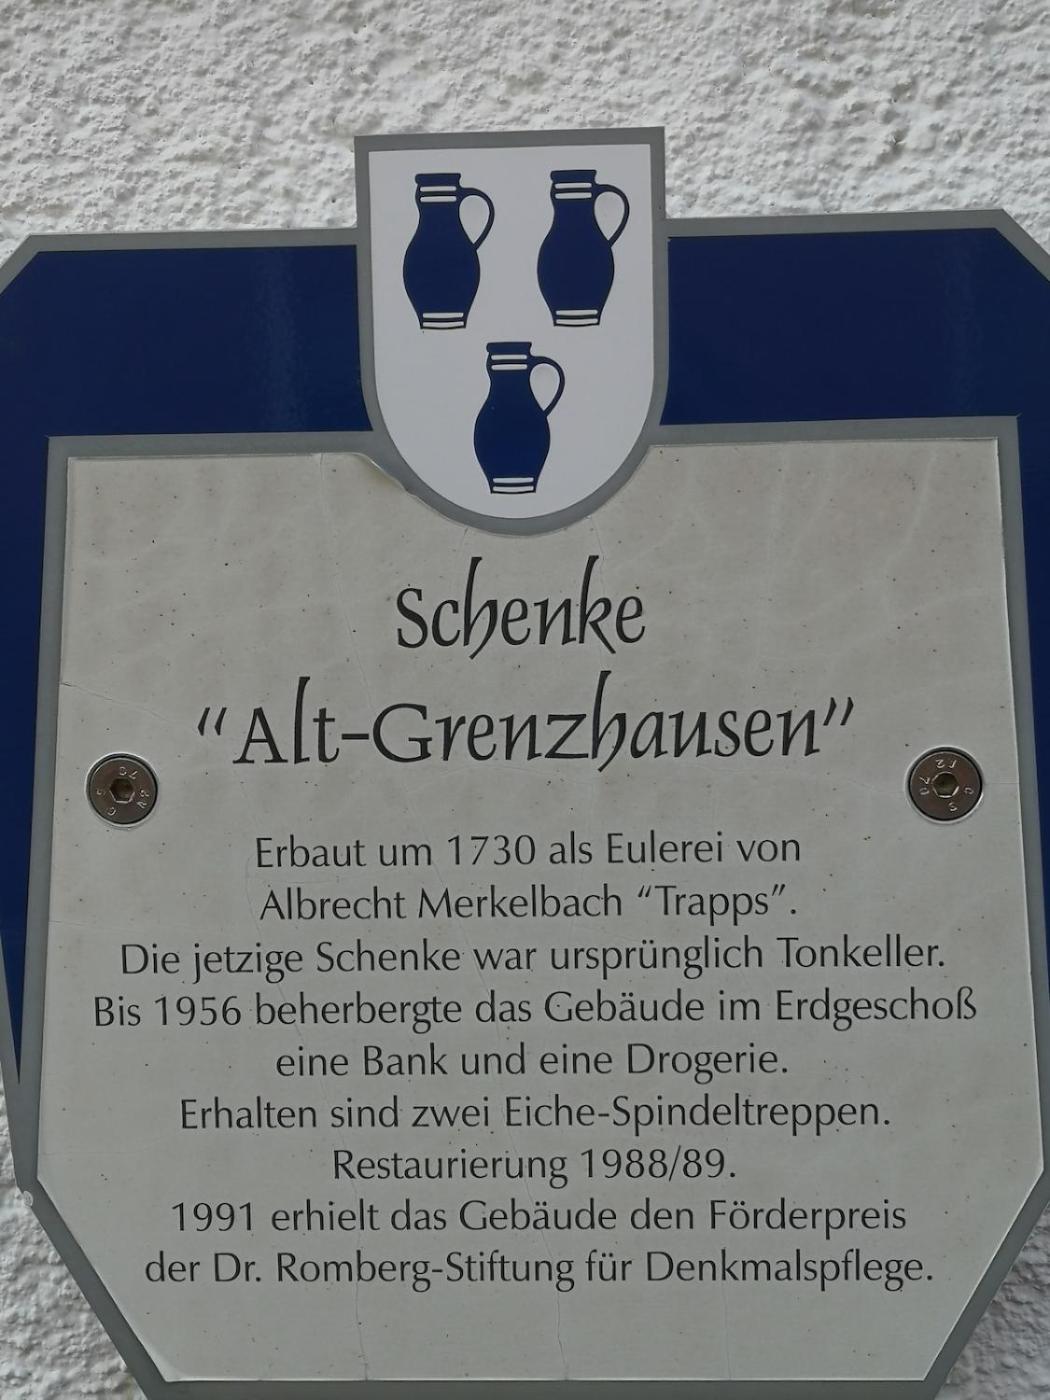 Schenke
"Alt-Grenzhausen"
Erbaut um 1730 als Eulerei von
Albrecht Merkelbach "Trapps".
Die jetzige Schenke war ursprünglich Tonkeller.
Bis 1956 beherbergte das Gebäude im Erdgeschoß
eine Bank und eine Drogerie.
Erhalten sind zwei Eiche-Spindeltreppen.
Restaurierung 1988/89.
1991 erhielt das Gebäude den Förderpreis
der Dr. Romberg-Stiftung für Denkmalspflege.